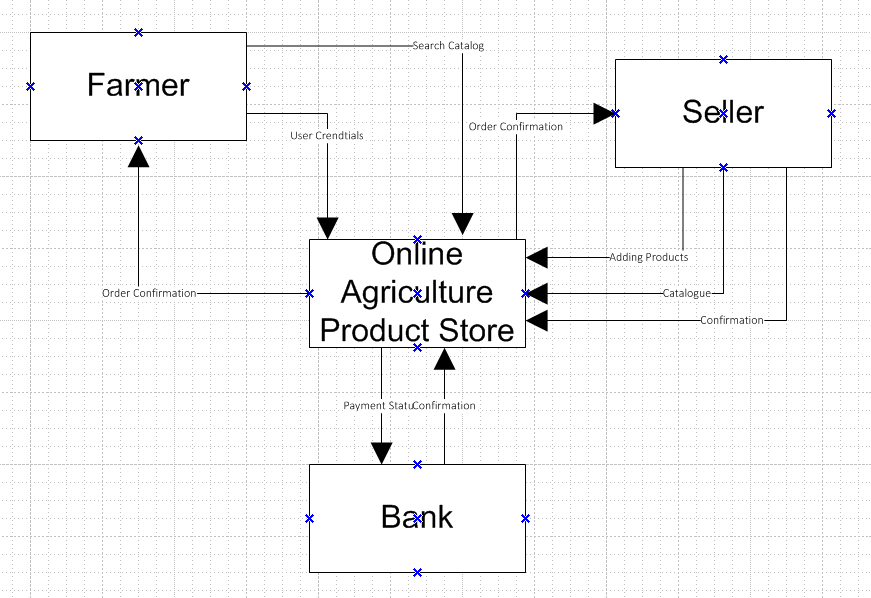 Search Catalog
Farmer
Seller
Order Confirmation
User Crendtials
Online
Agriculture
Product Store
Adding Products
Order Confirmation
Catalogue
Confirmation
Payment Statu
Confirmation
Bank